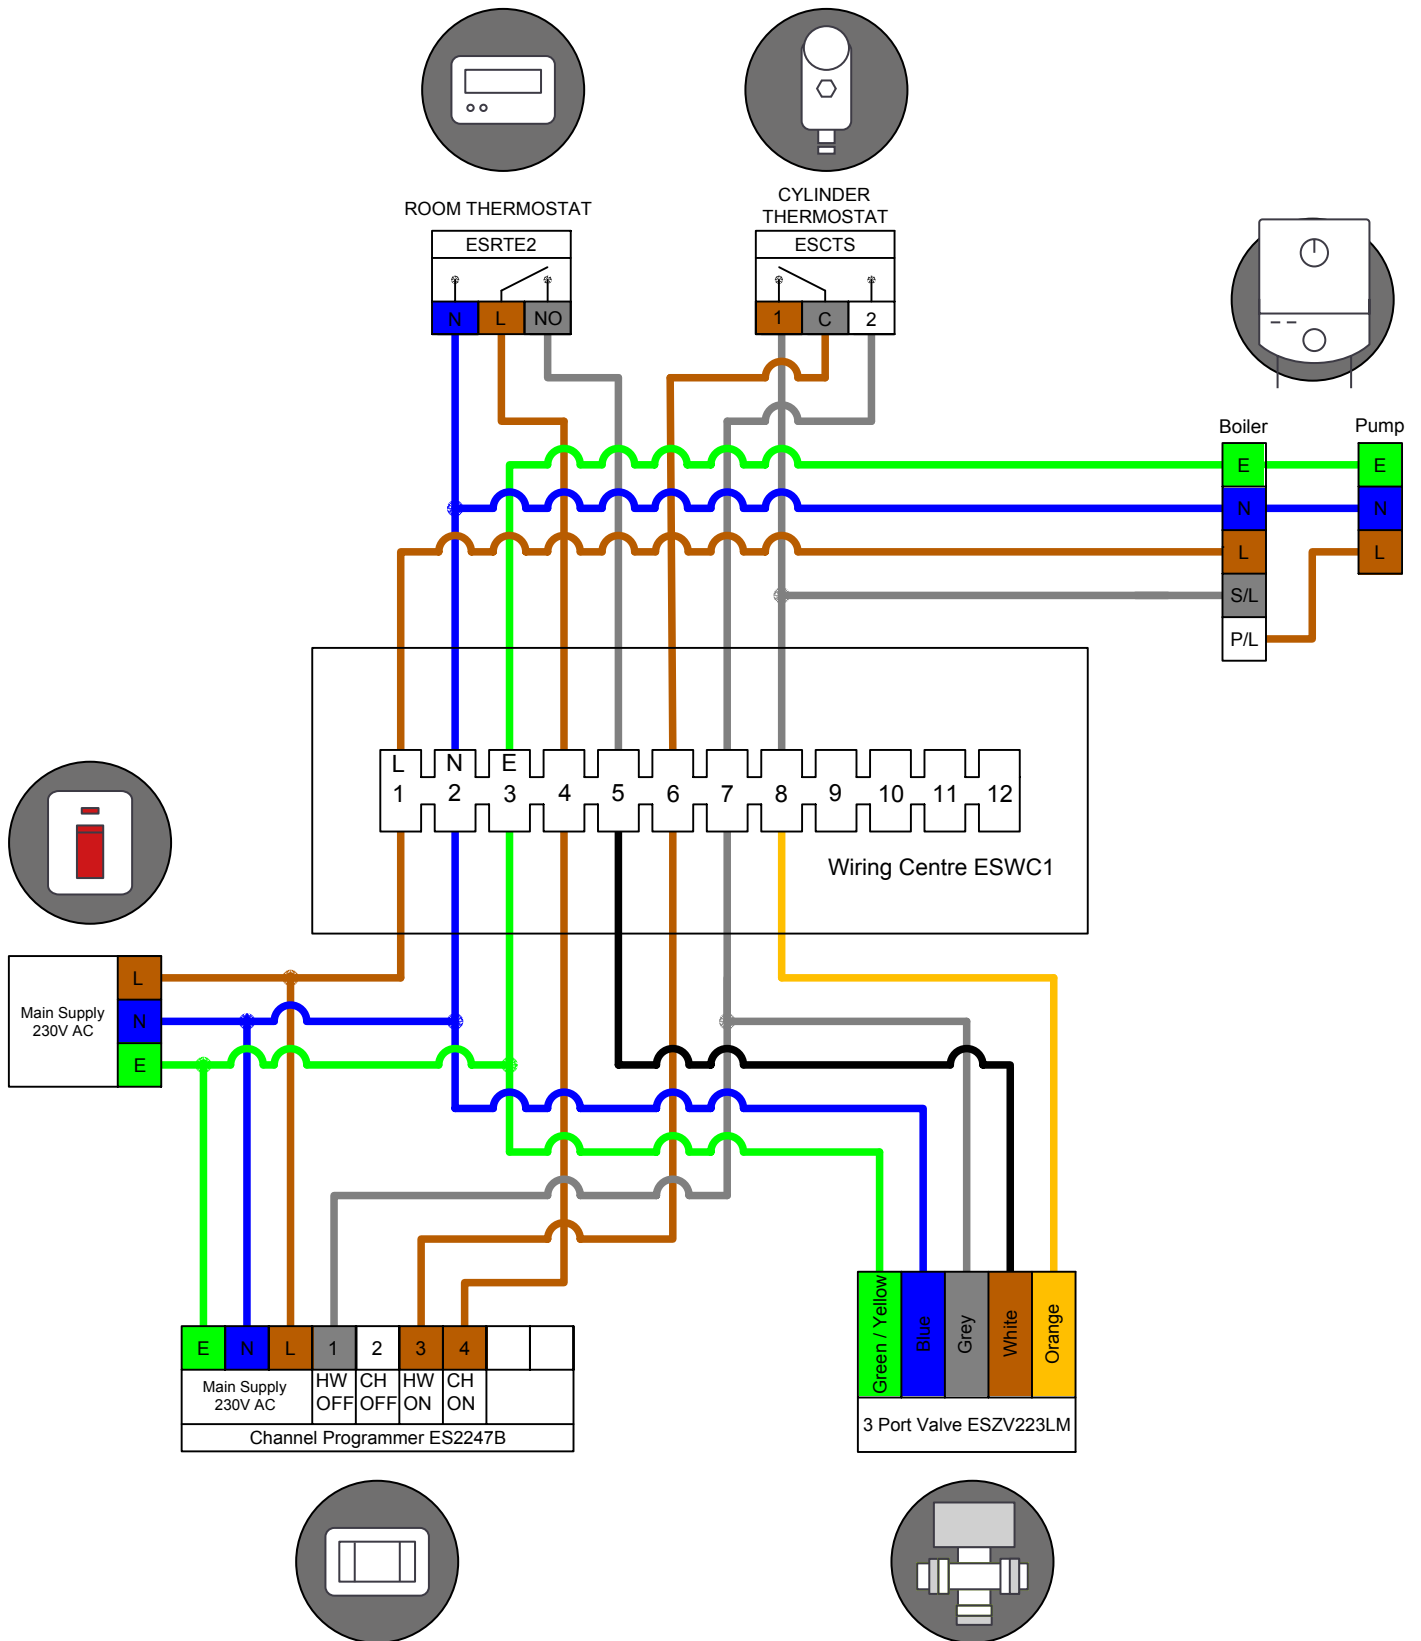 ROOM THERMOSTAT
ESRTE2
N L NO
CYLINDER
THERMOSTAT
ESCTS
1 C 2
Boiler
E
N
L
S/L
P/L
Pump
E
N
L
L N E
1 2 3 4 5 6 7 8 9 10 11 12
Wiring Centre ESWC1
Main Supply
230V AC
L
N
E
E N L 1 2 3 4
Main Supply
230V AC
HW
OFF
CH
OFF
HW
ON
CH
ON
Channel Programmer ES2247B
Green / Yellow
Blue
Grey
White
Orange
3 Port Valve ESZV223LM